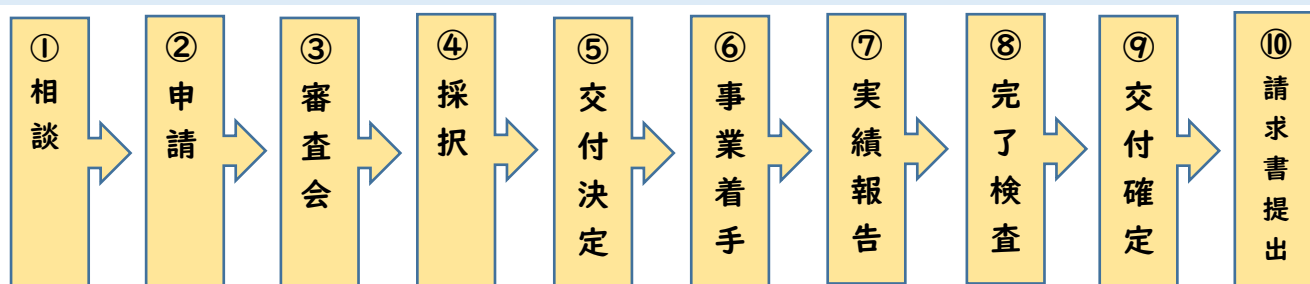 ①相談
②申請
③審査会
④採択
⑤交付決定
⑥事業着手
⑦実績報告
⑧完了検査
⑨交付確定
⑩請求書提出